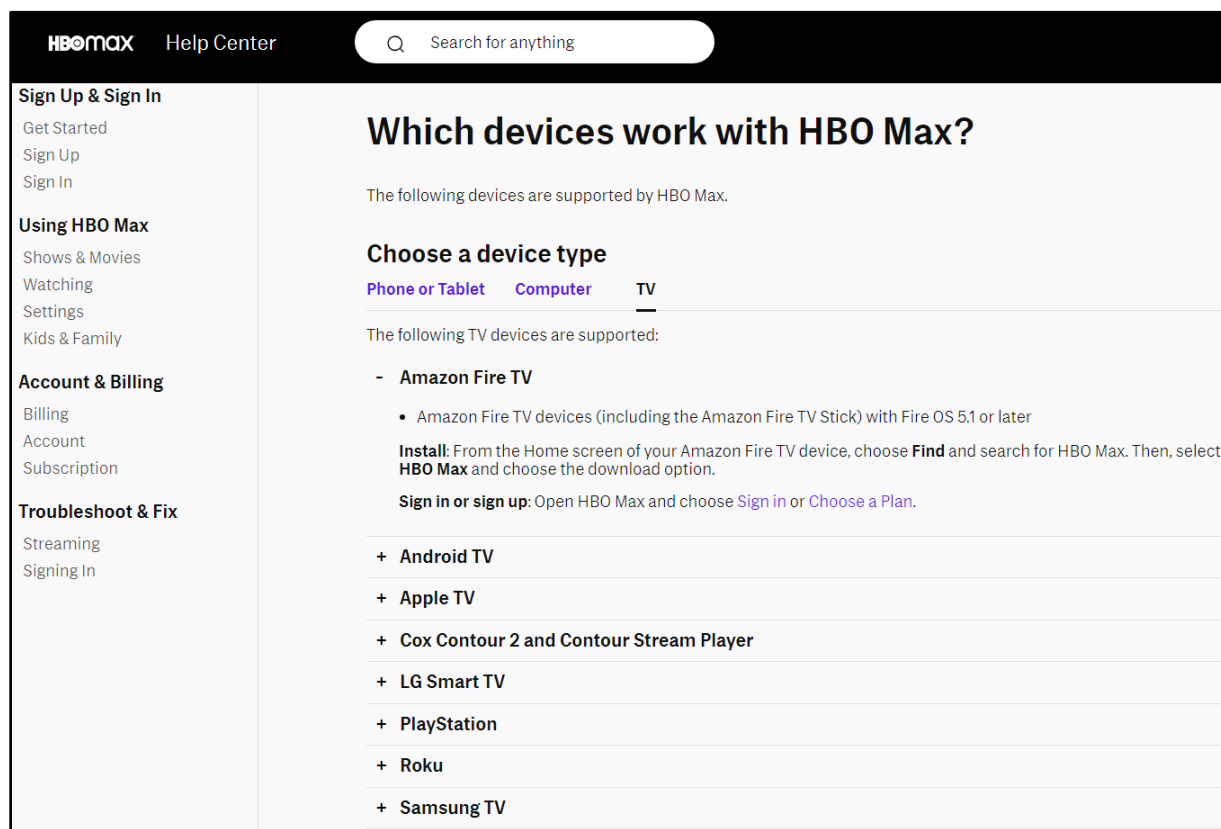 HBOmax Help Center
Search for anything
Sign Up & Sign In
Get Started
Sign Up
Sign In
Using HBO Max
Shows & Movies
Watching
Settings
Kids & Family
Account & Billing
Billing
Account
Subscription
Troubleshoot & Fix
Streaming
Signing In
Which devices work with HBO Max?
The following devices are supported by HBO Max.
Choose a device type
Phone or Tablet Computer TV
The following TV devices are supported:
- Amazon Fire TV
• Amazon Fire TV devices (including the Amazon Fire TV Stick) with Fire OS 5.1 or later
Install: From the Home screen of your Amazon Fire TV device, choose Find and search for HBO Max. Then, select
HBO Max and choose the download option.
Sign in or sign up: Open HBO Max and choose Sign in or Choose a Plan.
+ Android TV
+ Apple TV
+ Cox Contour 2 and Contour Stream Player
+ LG Smart TV
+ PlayStation
+ Roku
+ Samsung TV